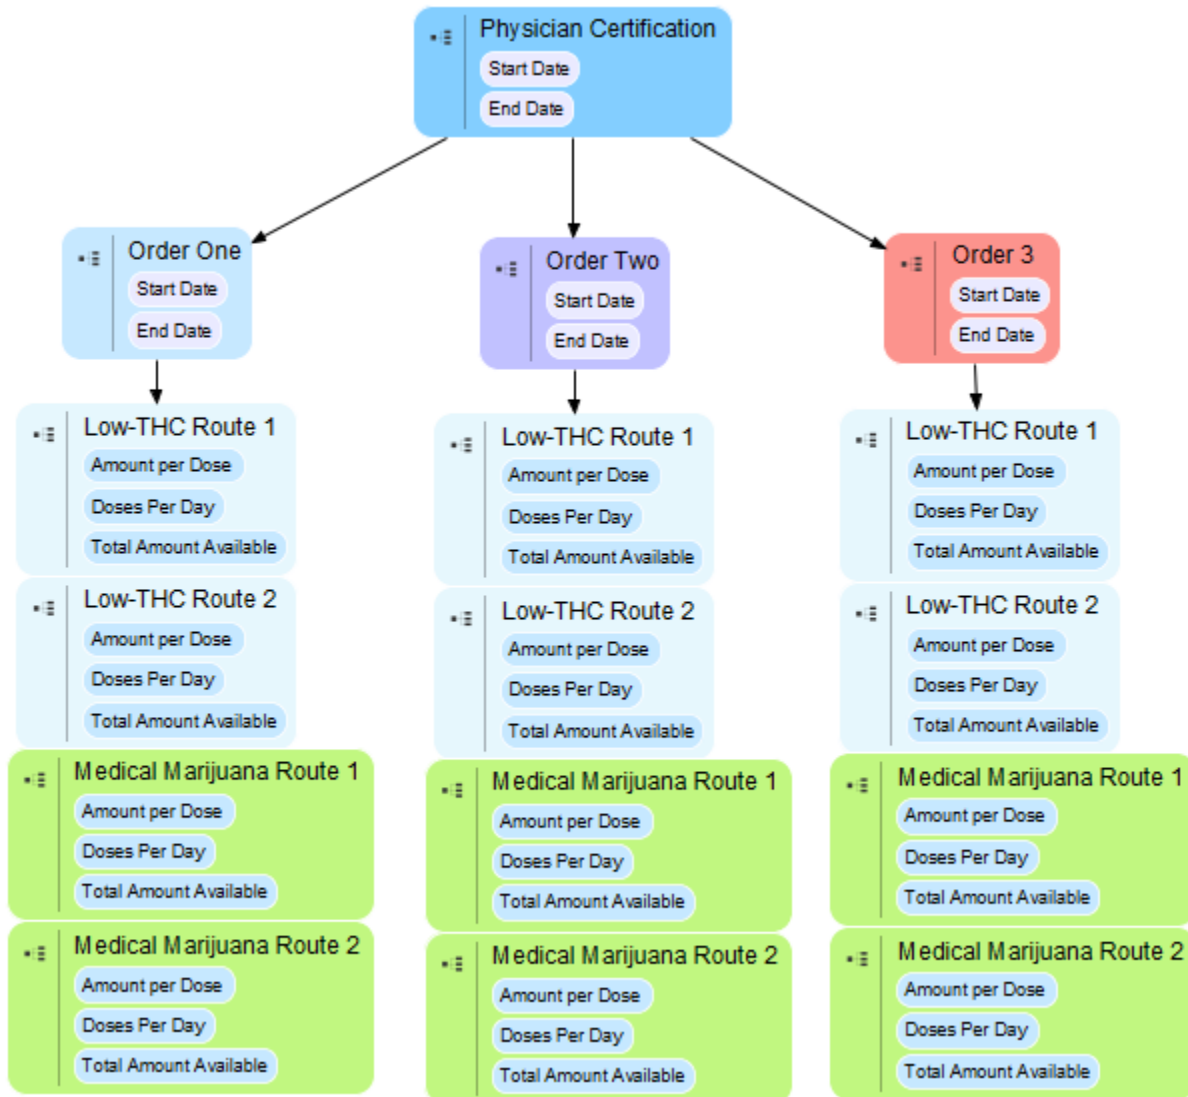 Physician Certification
Start Date
End Date
Order One
Start Date
End Date
Order Two
Start Date
End Date
Order 3
Start Date
End Date
Low-THC Route 1
Amount per Dose
Doses Per Day
Total Amount Available
Low-THC Route 2
Amount per Dose
Doses Per Day
Total Amount Available
Medical Marijuana Route 1
Amount per Dose
Doses Per Day
Total Amount Available
Medical Marijuana Route 2
Amount per Dose
Doses Per Day
Total Amount Available
Low-THC Route 1
Amount per Dose
Doses Per Day
Total Amount Available
Low-THC Route 2
Amount per Dose
Doses Per Day
Total Amount Available
Medical Marijuana Route 1
Amount per Dose
Doses Per Day
Total Amount Available
Medical Marijuana Route 2
Amount per Dose
Doses Per Day
Total Amount Available
Low-THC Route 1
Amount per Dose
Doses Per Day
Total Amount Available
Low-THC Route 2
Amount per Dose
Doses Per Day
Total Amount Available
Medical Marijuana Route 1
Amount per Dose
Doses Per Day
Total Amount Available
Medical Marijuana Route 2
Amount per Dose
Doses Per Day
Total Amount Available